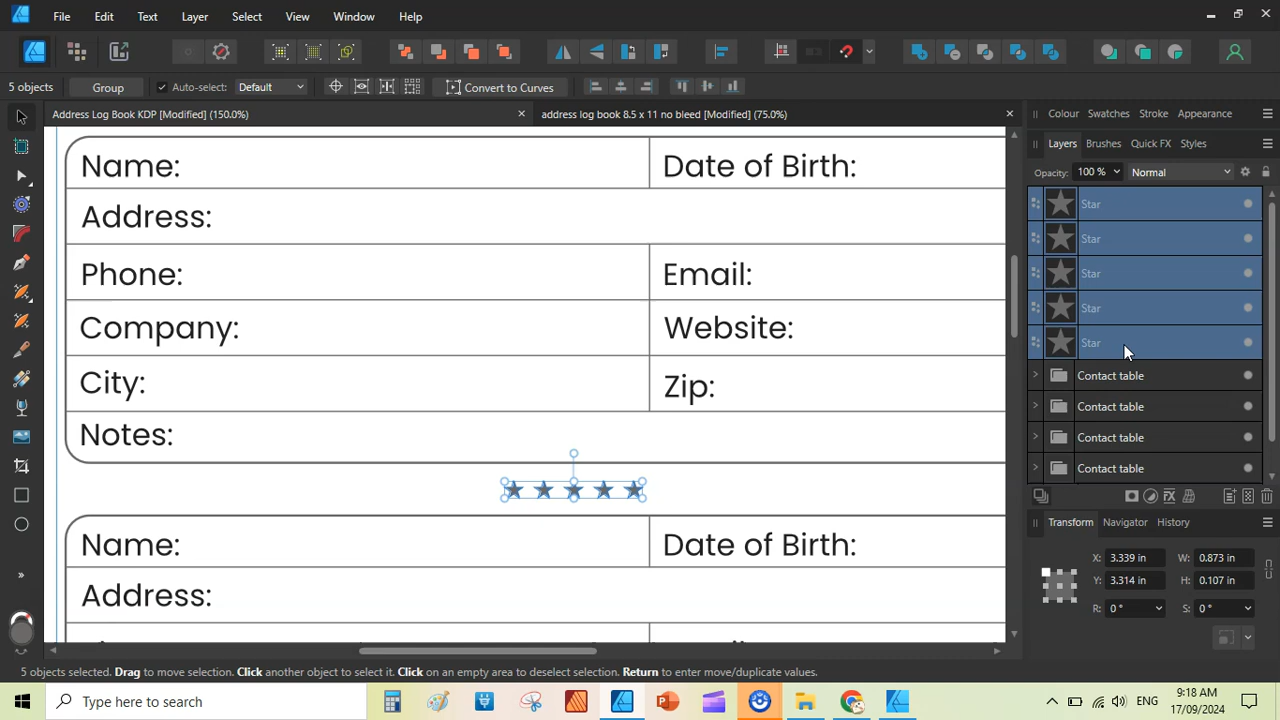 File Edit Text Layer Select View Window Help
5 objects Group Auto-select: Default Convert to Curves
Address Log Book KDP [Modified] (150.0%) address log book 8.5 x 11 no bleed [Modified] (75.0%)
Colour Swatches Stroke Appearance
Layers Brushes Quick FX Styles
Opacity: 100 % Normal
Star
Star
Star
Star
Star
Contact table
Contact table
Contact table
Contact table
Name: Date of Birth:
Address:
Phone: Email:
Company: Website:
City: Zip:
Notes:
Name: Date of Birth:
Address:
Transform Navigator History
X: 3.339 in W: 0.873 in
Y: 3.314 in H: 0.107 in
R: 0 ° S: 0 °
5 objects selected. Drag to move selection. Click another object to select it. Click on an empty area to deselect selection. Return to enter move/duplicate values.
Type here to search
ENG
9:18 AM
17/09/2024